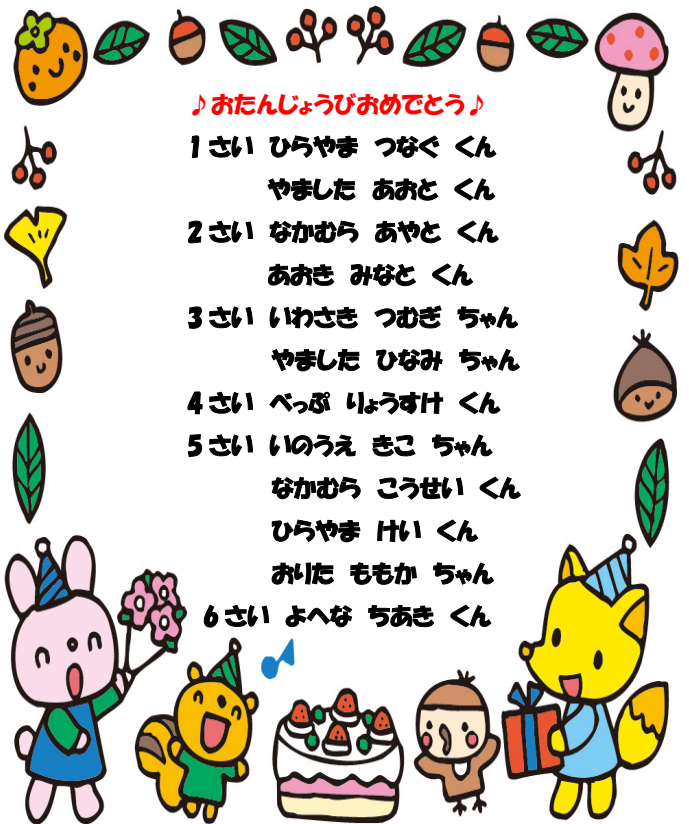 ♪おたんじょうびおめでとう♪
1さい ひらやま つなぐ くん
やました あおと くん
2さい なかむら あやと くん
あおき みなと くん
3さい いわさき つむぎ ちゃん
やました ひなみ ちゃん
4さい べっぷ りょうすけ くん
5さい いのうえ きこ ちゃん
なかむら こうせい くん
ひらやま けい くん
おりた ももか ちゃん
6さい よへな ちあき くん